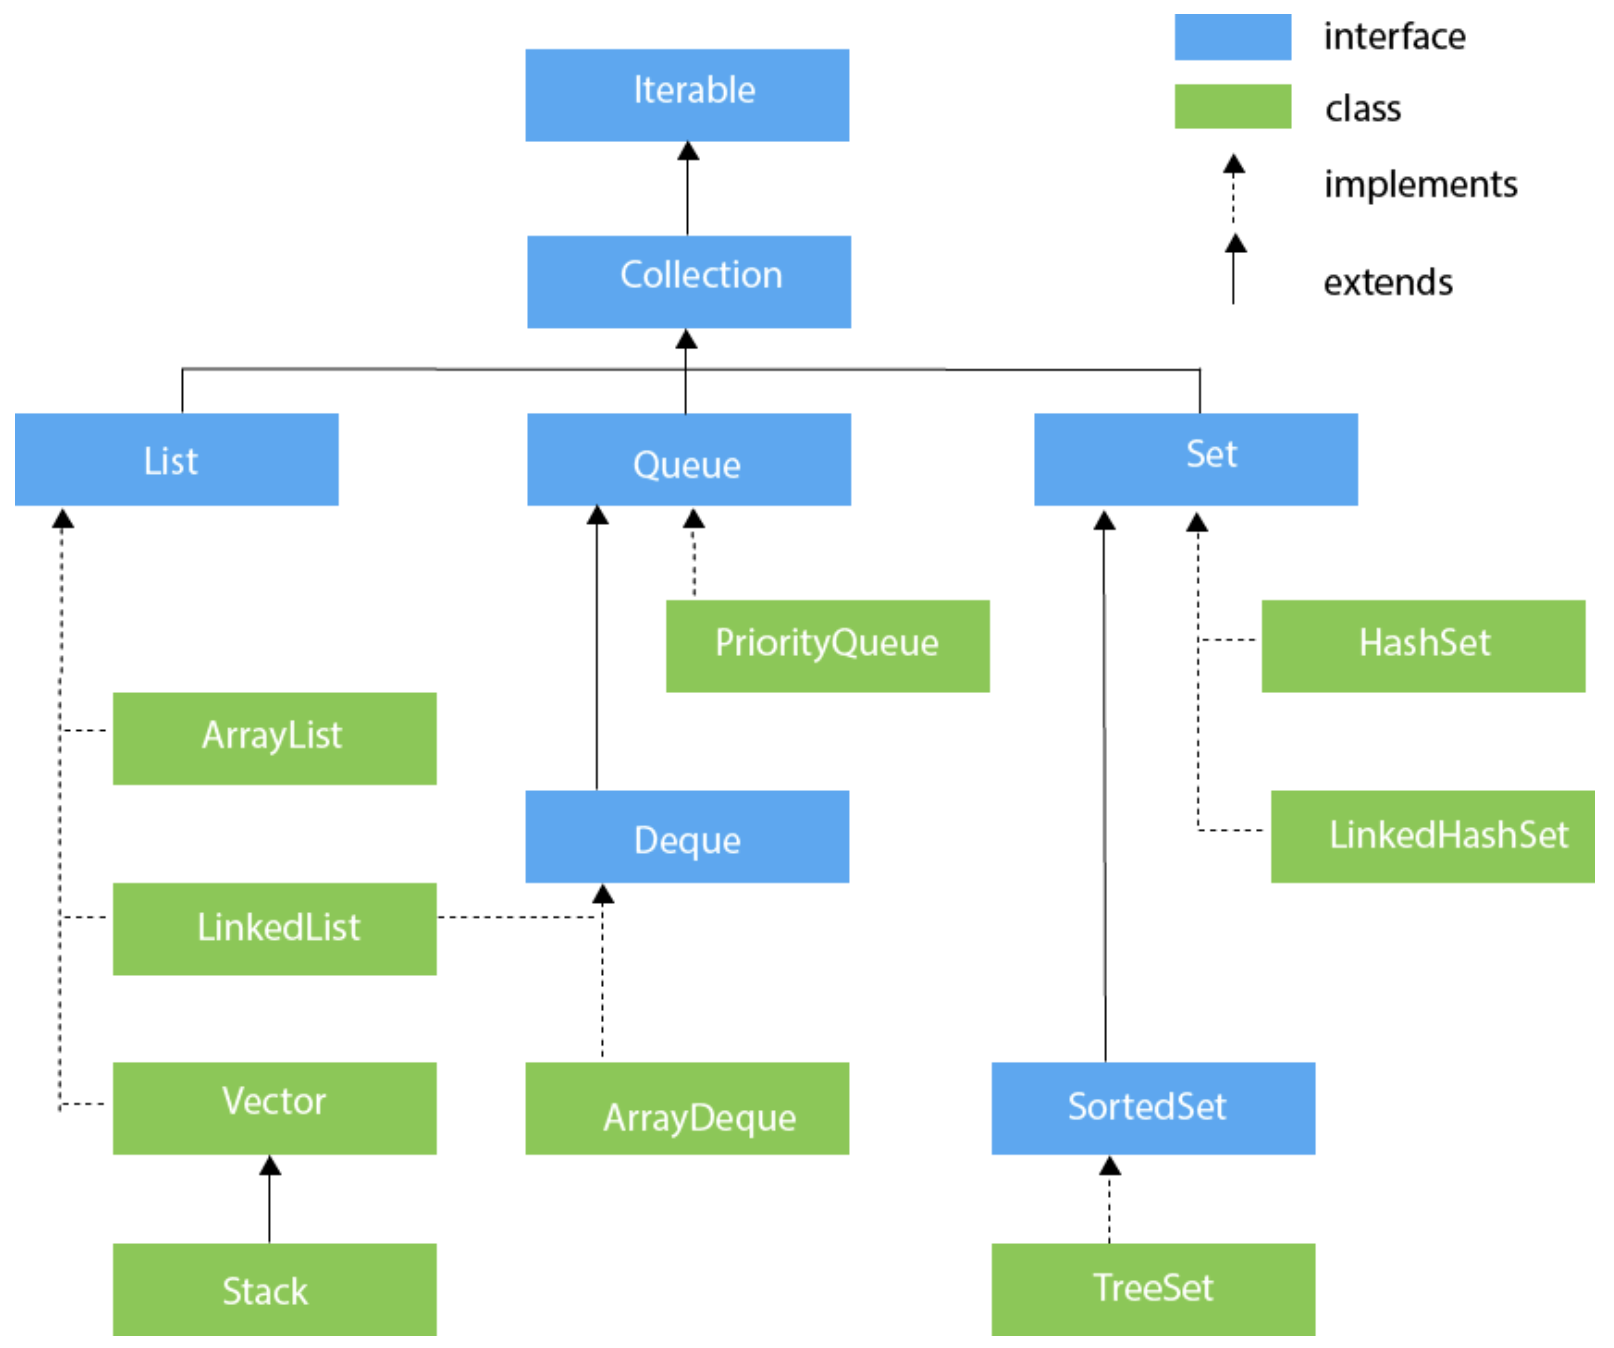 interface
class
implements
extends
Iterable
Collection
List
Queue
Set
PriorityQueue
HashSet
ArrayList
Deque
LinkedHashSet
LinkedList
Vector
ArrayDeque
SortedSet
Stack
TreeSet